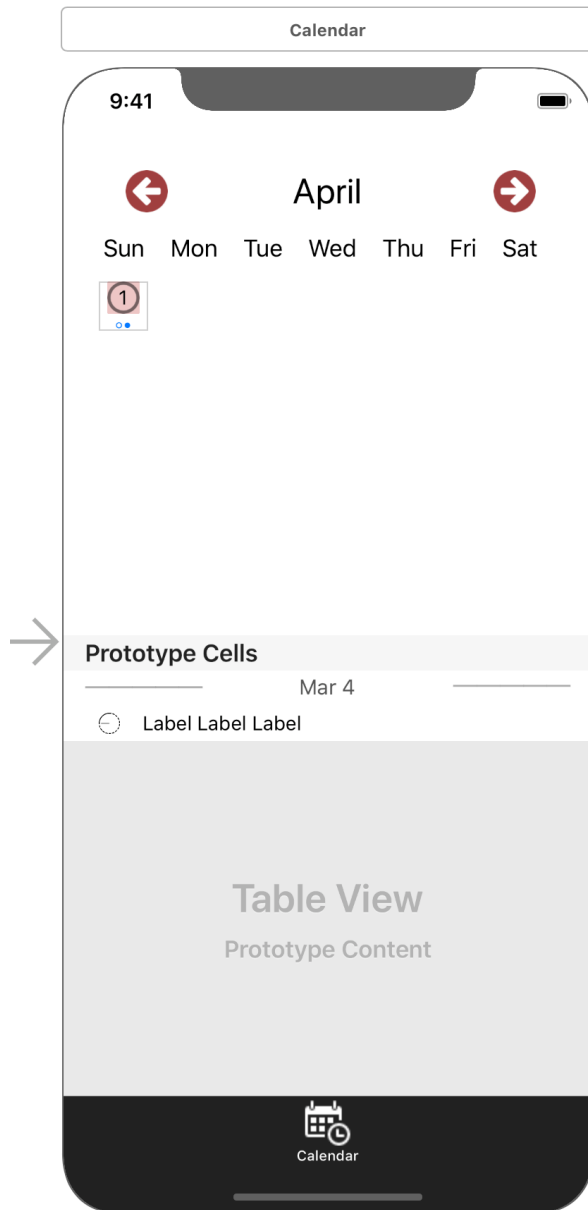 Calendar
9:41
April
Sun Mon Tue Wed Thu Fri Sat
1
Prototype Cells
Mar 4
Label Label Label
Table View
Prototype Content
Calendar